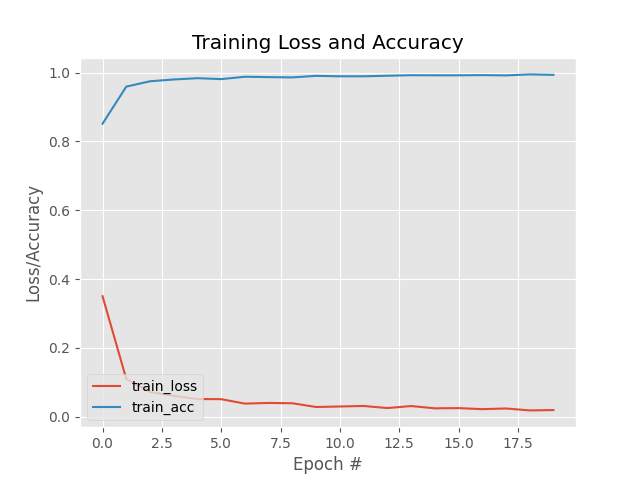 Training Loss and Accuracy
1.0
0.8
0.6
0.4
0.2
0.0
Loss/Accuracy
train_loss
train_acc
0.0 2.5 5.0 7.5 10.0 12.5 15.0 17.5
Epoch #